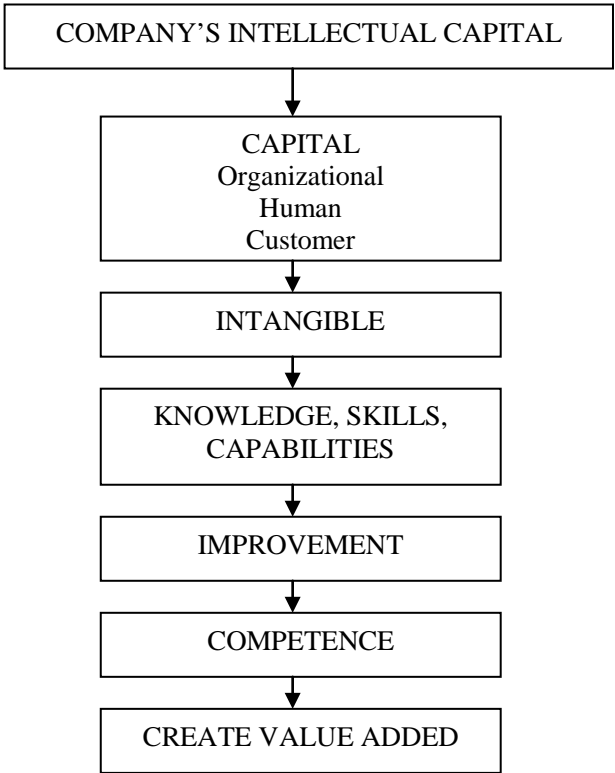 COMPANY’S INTELLECTUAL CAPITAL
CAPITAL
Organizational
Human
Customer
INTANGIBLE
KNOWLEDGE, SKILLS,
CAPABILITIES
IMPROVEMENT
COMPETENCE
CREATE VALUE ADDED